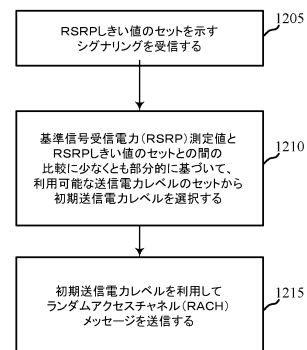 RSRPしきい値のセットを示す
シグナリングを受信する
1205
基準信号受信電力(RSRP)測定値と
RSRPしきい値のセットとの間の
比較に少なくとも部分的に基づいて、
利用可能な送信電力レベルのセットから
初期送信電力レベルを選択する
1210
初期送信電力レベルを利用して
ランダムアクセスチャネル(RACH)
メッセージを送信する
1215